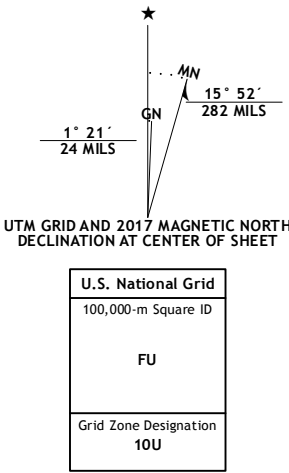 ★
MN
GN
15° 52´
282 MILS
1° 21´
24 MILS
UTM GRID AND 2017 MAGNETIC NORTH
DECLINATION AT CENTER OF SHEET
U.S. National Grid
100,000-m Square ID
FU
Grid Zone Designation
10U